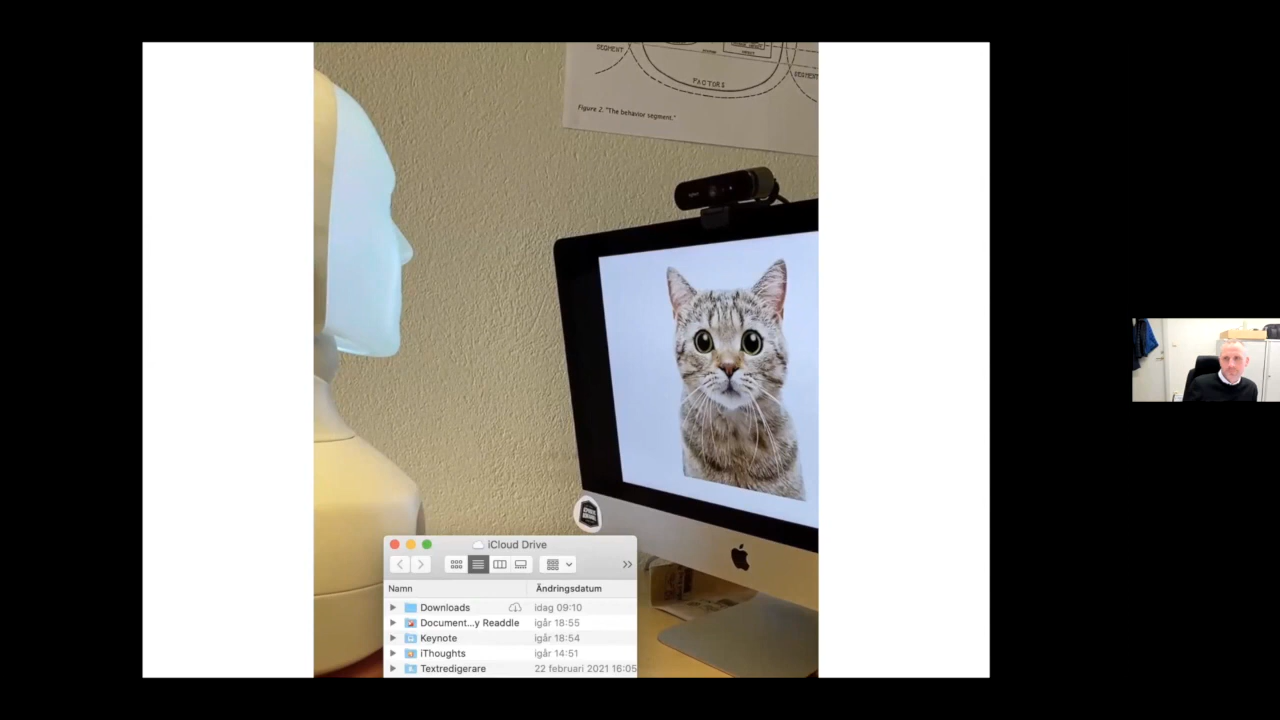 SEGMENT
FACTORS
SEGMENT
Figure 2. "The behavior segment."
iCloud Drive
Namn Ändringsdatum
Downloads idag 09:10
Document...y Readdle igår 18:55
Keynote igår 18:54
iThoughts igår 14:51
Textredigerare 22 februari 2021 16:05